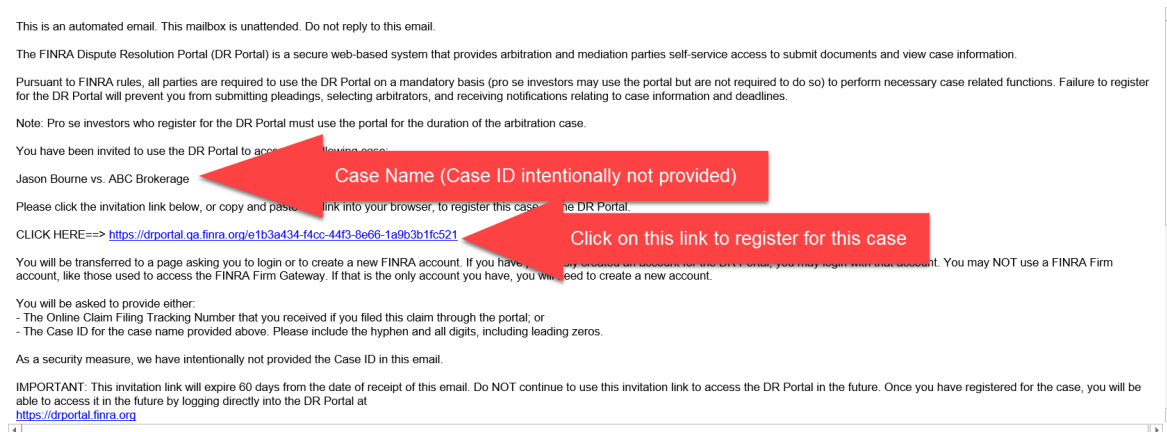 This is an automated email. This mailbox is unattended. Do not reply to this email.
The FINRA Dispute Resolution Portal (DR Portal) is a secure web-based system that provides arbitration and mediation parties self-service access to submit documents and view case information.
Pursuant to FINRA rules, all parties are required to use the DR Portal on a mandatory basis (pro se investors may use the portal but are not required to do so) to perform necessary case related functions. Failure to register
for the DR Portal will prevent you from submitting pleadings, selecting arbitrators, and receiving notifications relating to case information and deadlines.
Note: Pro se investors who register for the DR Portal must use the portal for the duration of the arbitration case.
You have been invited to use the DR Portal to case:
Jason Bourne vs. ABC Brokerage
Case Name (Case ID intentionally not provided)
Please click the invitation link below, or copy and link into your browser, to register this case DR Portal.
CLICK HERE==> https://drportal.qa.finra.org/e1b3a434-f4cc-44f3-8e66-1a9b3b1fc521
Click on this link to register for this case
You will be transferred to a page asking you to login or to create a new FINRA account. If you have created an account for the DR Portal, you may login with that account. You may NOT use a FINRA Firm
account, like those used to access the FINRA Firm Gateway. If that is the only account you have, you will need to create a new account.
You will be asked to provide either:
- The Online Claim Filing Tracking Number that you received if you filed this claim through the portal; or
- The Case ID for the case name provided above. Please include the hyphen and all digits, including leading zeros.
As a security measure, we have intentionally not provided the Case ID in this email.
IMPORTANT: This invitation link will expire 60 days from the date of receipt of this email. Do NOT continue to use this invitation link to access the DR Portal in the future. Once you have registered for the case, you will be
able to access it in the future by logging directly into the DR Portal at
https://drportal.finra.org